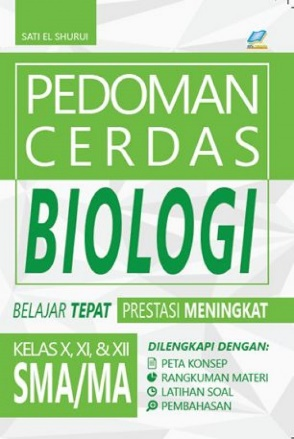 SATI EL SHURUI
PEDOMAN
CERDAS
BIOLOGI
BELAJAR TEPAT PRESTASI MENINGKAT
KELAS X, XI, & XII
SMA/MA
DILENGKAPI DENGAN:
PETA KONSEP
RANGKUMAN MATERI
LATIHAN SOAL
PEMBAHASAN